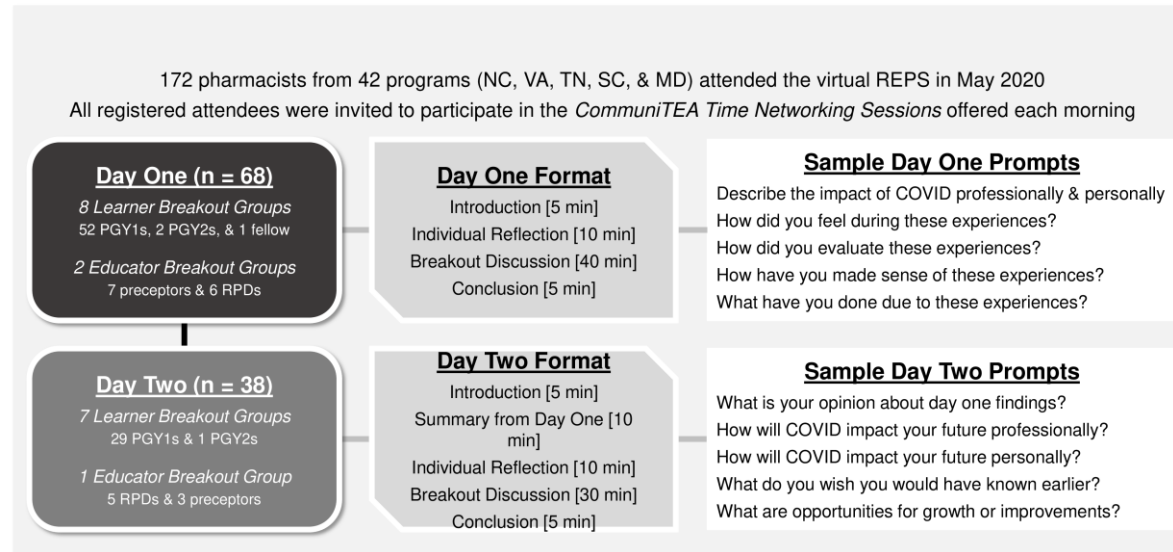 172 pharmacists from 42 programs (NC, VA, TN, SC, & MD) attended the virtual REPS in May 2020
All registered attendees were invited to participate in the CommuniTEA Time Networking Sessions offered each morning
Day One (n = 68)
8 Learner Breakout Groups
52 PGY1s, 2 PGY2s, & 1 fellow
2 Educator Breakout Groups
7 preceptors & 6 RPDs
Day One Format
Introduction [5 min]
Individual Reflection [10 min]
Breakout Discussion [40 min]
Conclusion [5 min]
Sample Day One Prompts
Describe the impact of COVID professionally & personally
How did you feel during these experiences?
How did you evaluate these experiences?
How have you made sense of these experiences?
What have you done due to these experiences?
Day Two (n = 38)
7 Learner Breakout Groups
29 PGY1s & 1 PGY2s
1 Educator Breakout Group
5 RPDs & 3 preceptors
Day Two Format
Introduction [5 min]
Summary from Day One [10
min]
Individual Reflection [10 min]
Breakout Discussion [30 min]
Conclusion [5 min]
Sample Day Two Prompts
What is your opinion about day one findings?
How will COVID impact your future professionally?
How will COVID impact your future personally?
What do you wish you would have known earlier?
What are opportunities for growth or improvements?